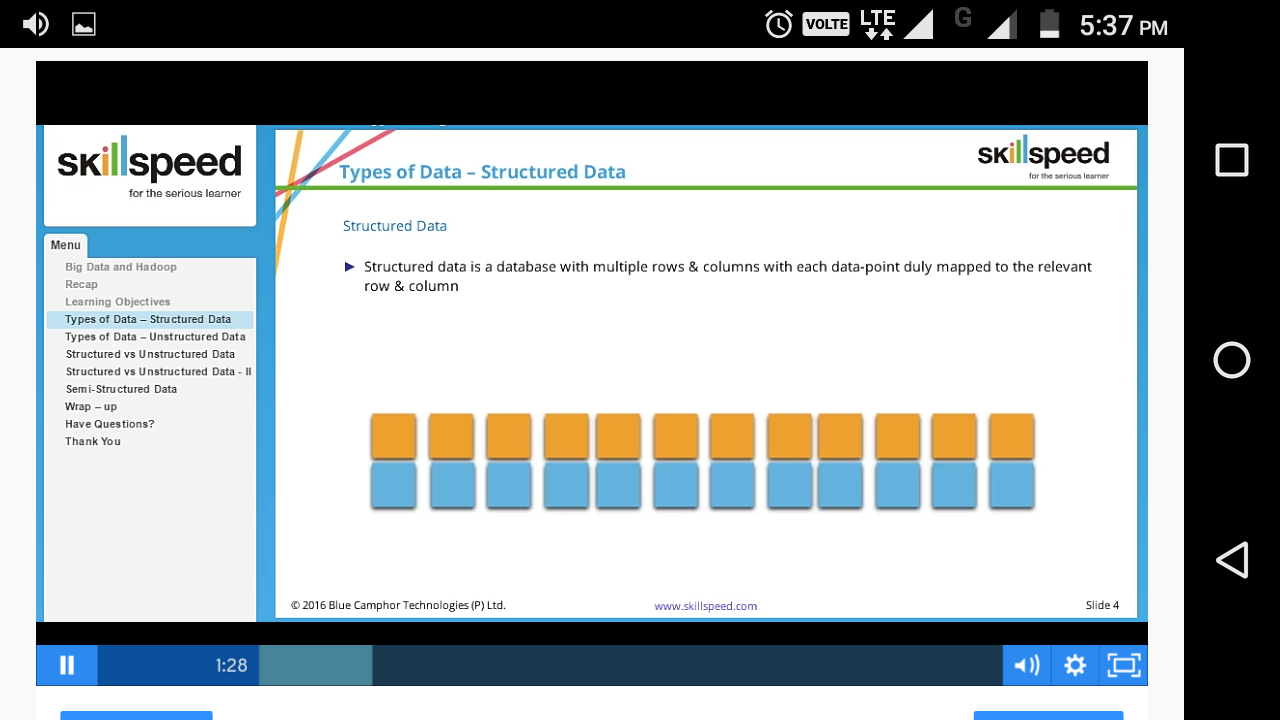 VOLTE LTE G 5:37 PM
skillspeed
for the serious learner
Menu
Big Data and Hadoop
Recap
Learning Objectives
Types of Data – Structured Data
Types of Data – Unstructured Data
Structured vs Unstructured Data
Structured vs Unstructured Data - II
Semi-Structured Data
Wrap – up
Have Questions?
Thank You
Types of Data – Structured Data
skillspeed
for the serious learner
Structured Data
► Structured data is a database with multiple rows & columns with each data-point duly mapped to the relevant
row & column
© 2016 Blue Camphor Technologies (P) Ltd.
www.skillspeed.com
Slide 4
1:28